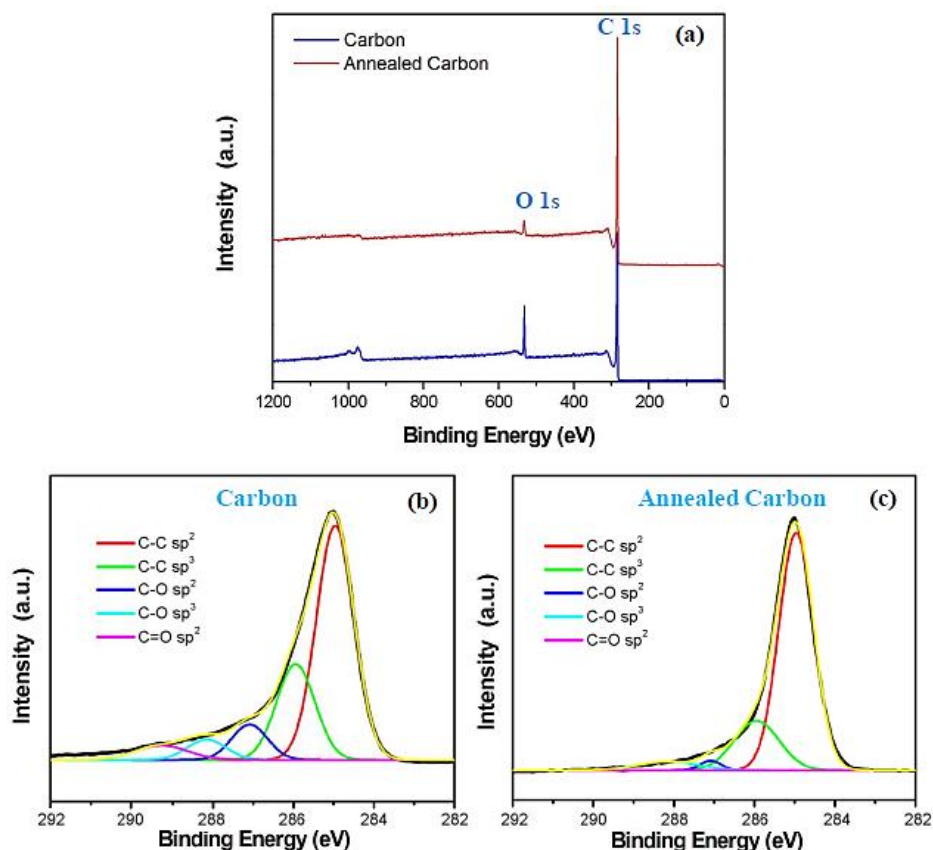 C 1s
(a)
Carbon
Annealed Carbon
O 1s
Intensity (a.u.)
1200 1000 800 600 400 200 0
Binding Energy (eV)
Carbon
(b)
C-C sp²
C-C sp³
C-O sp²
C-O sp³
C=O sp²
Intensity (a.u.)
292 290 288 286 284 282
Binding Energy (eV)
Annealed Carbon
(c)
C-C sp²
C-C sp³
C-O sp²
C-O sp³
C=O sp²
Intensity (a.u.)
292 290 288 286 284 282
Binding Energy (eV)